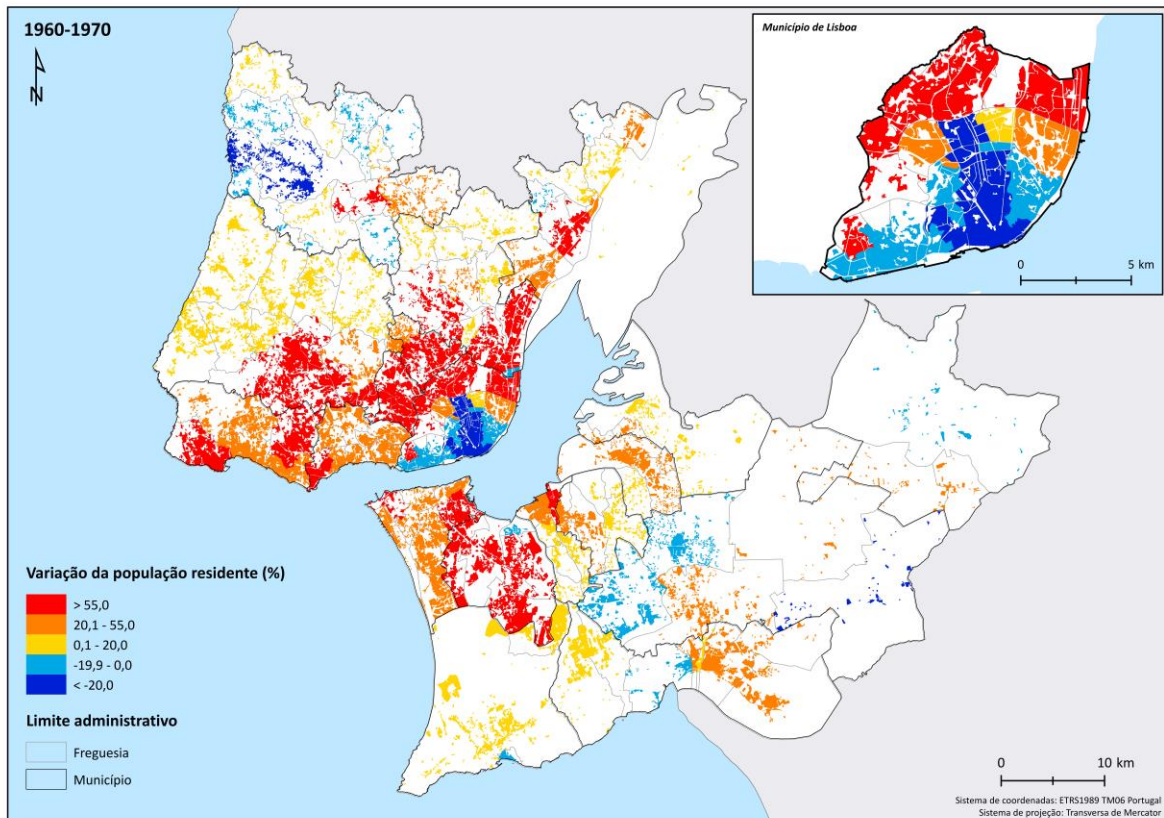 1960-1970
N
Município de Lisboa
0 5 km
Variação da população residente (%)
> 55,0
20,1 - 55,0
0,1 - 20,0
-19,9 - 0,0
< -20,0
Limite administrativo
Freguesia
Município
0 10 km
Sistema de coordenadas: ETRS1989 TM06 Portugal
Sistema de projeção: Transversa de Mercator